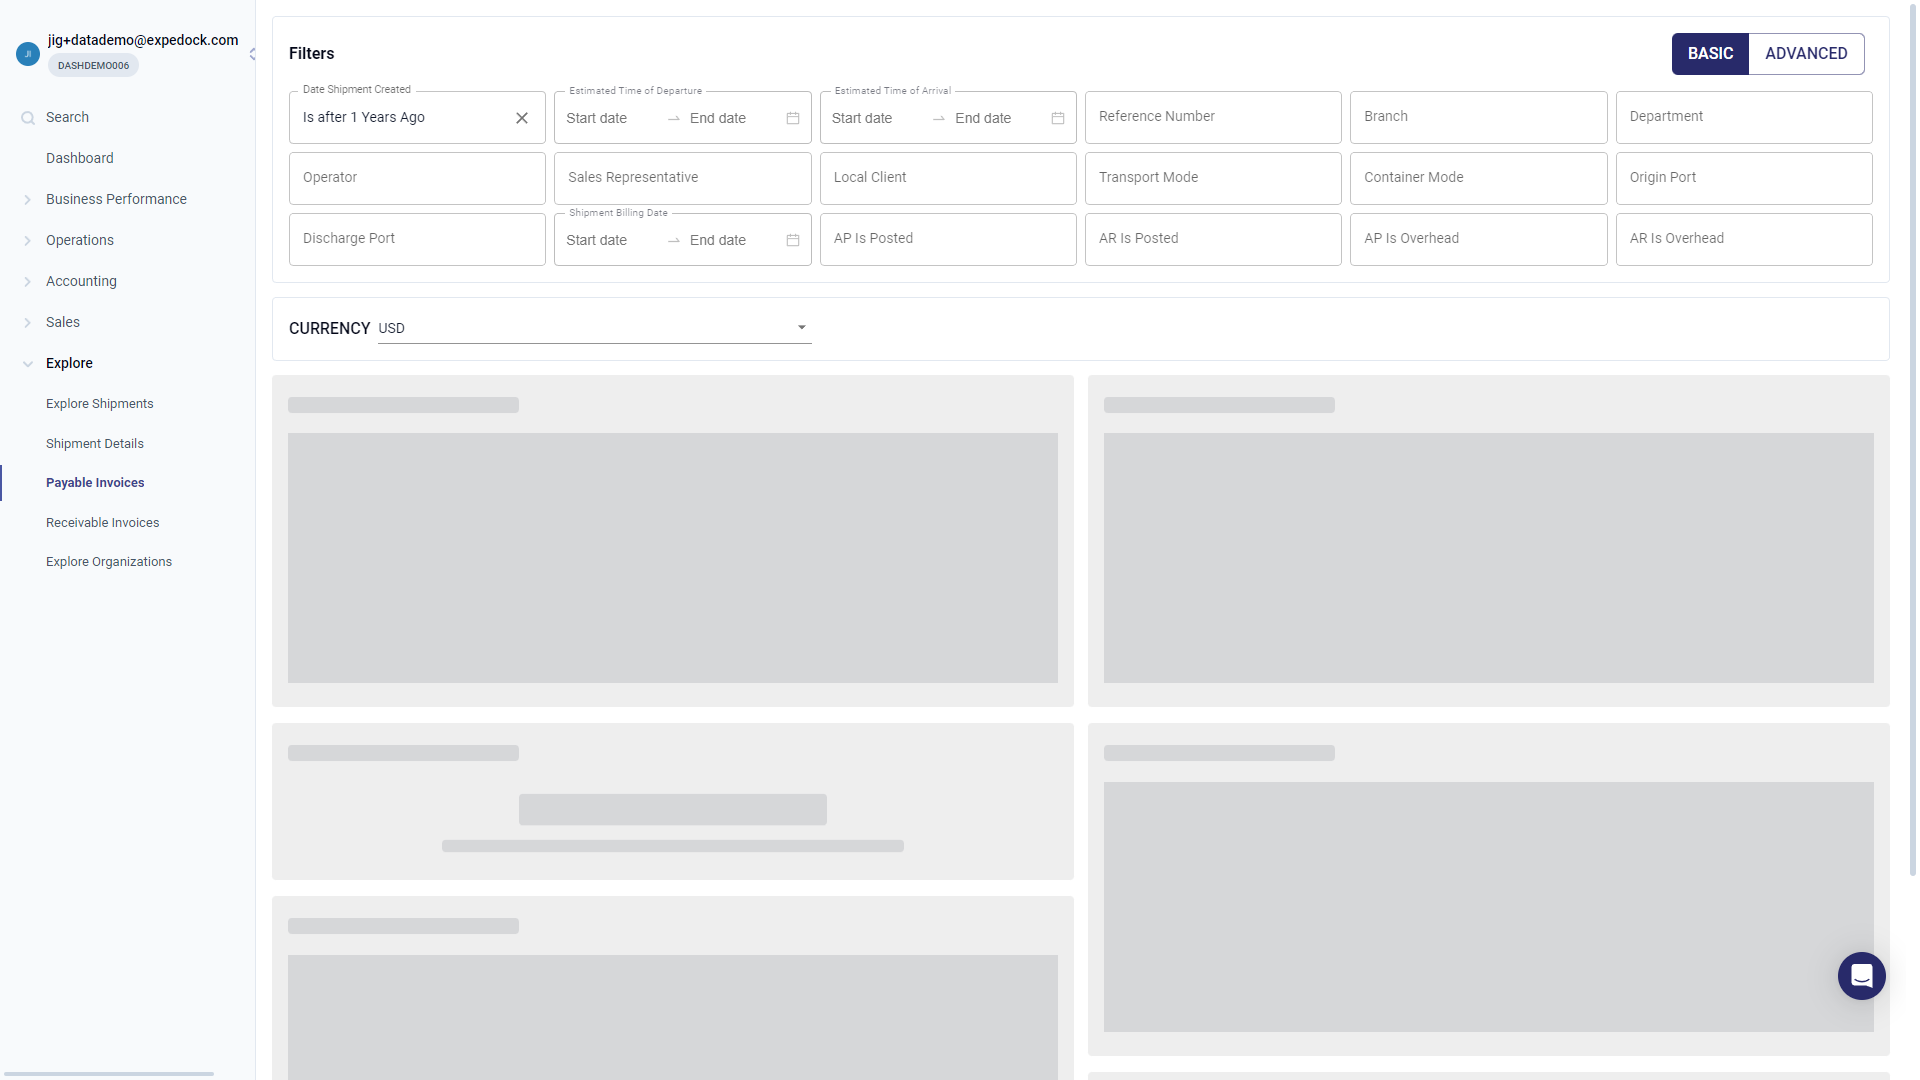 jig+datademo@expedock.com
JI
DASHDEMO006
Search
Dashboard
Business Performance
Operations
Accounting
Sales
Explore
Explore Shipments
Shipment Details
Payable Invoices
Receivable Invoices
Explore Organizations
Filters
BASIC
ADVANCED
Date Shipment Created
Is after 1 Years Ago
Estimated Time of Departure
Start date
End date
Estimated Time of Arrival
Start date
End date
Reference Number
Branch
Department
Operator
Sales Representative
Local Client
Transport Mode
Container Mode
Origin Port
Discharge Port
Shipment Billing Date
Start date
End date
AP Is Posted
AR Is Posted
AP Is Overhead
AR Is Overhead
CURRENCY
USD